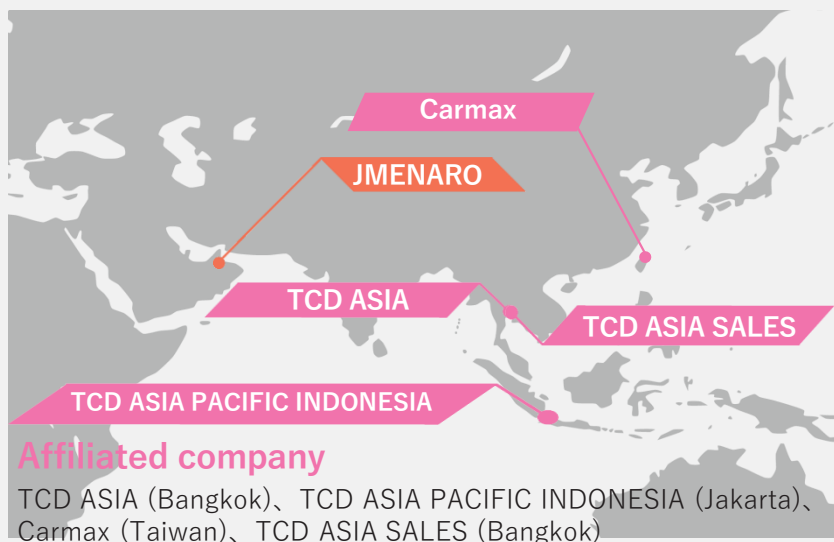 Carmax
JMENARO
TCD ASIA
TCD ASIA SALES
TCD ASIA PACIFIC INDONESIA
Affiliated company
TCD ASIA (Bangkok)、TCD ASIA PACIFIC INDONESIA (Jakarta)、
Carmax (Taiwan)、TCD ASIA SALES (Bangkok)